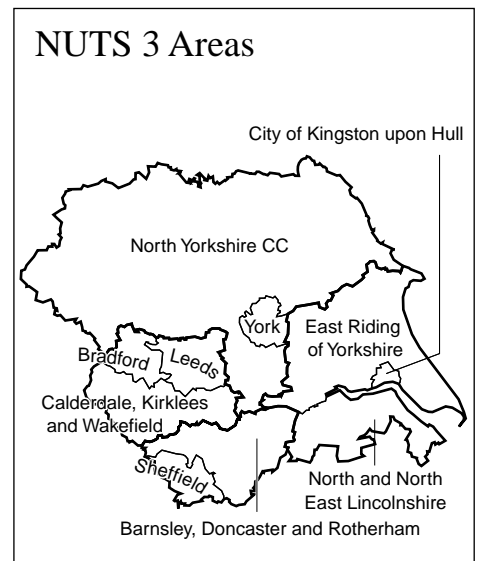 NUTS 3 Areas
City of Kingston upon Hull
North Yorkshire CC
York
East Riding
of Yorkshire
Bradford
Leeds
Calderdale, Kirklees
and Wakefield
Sheffield
North and North
East Lincolnshire
Barnsley, Doncaster and Rotherham